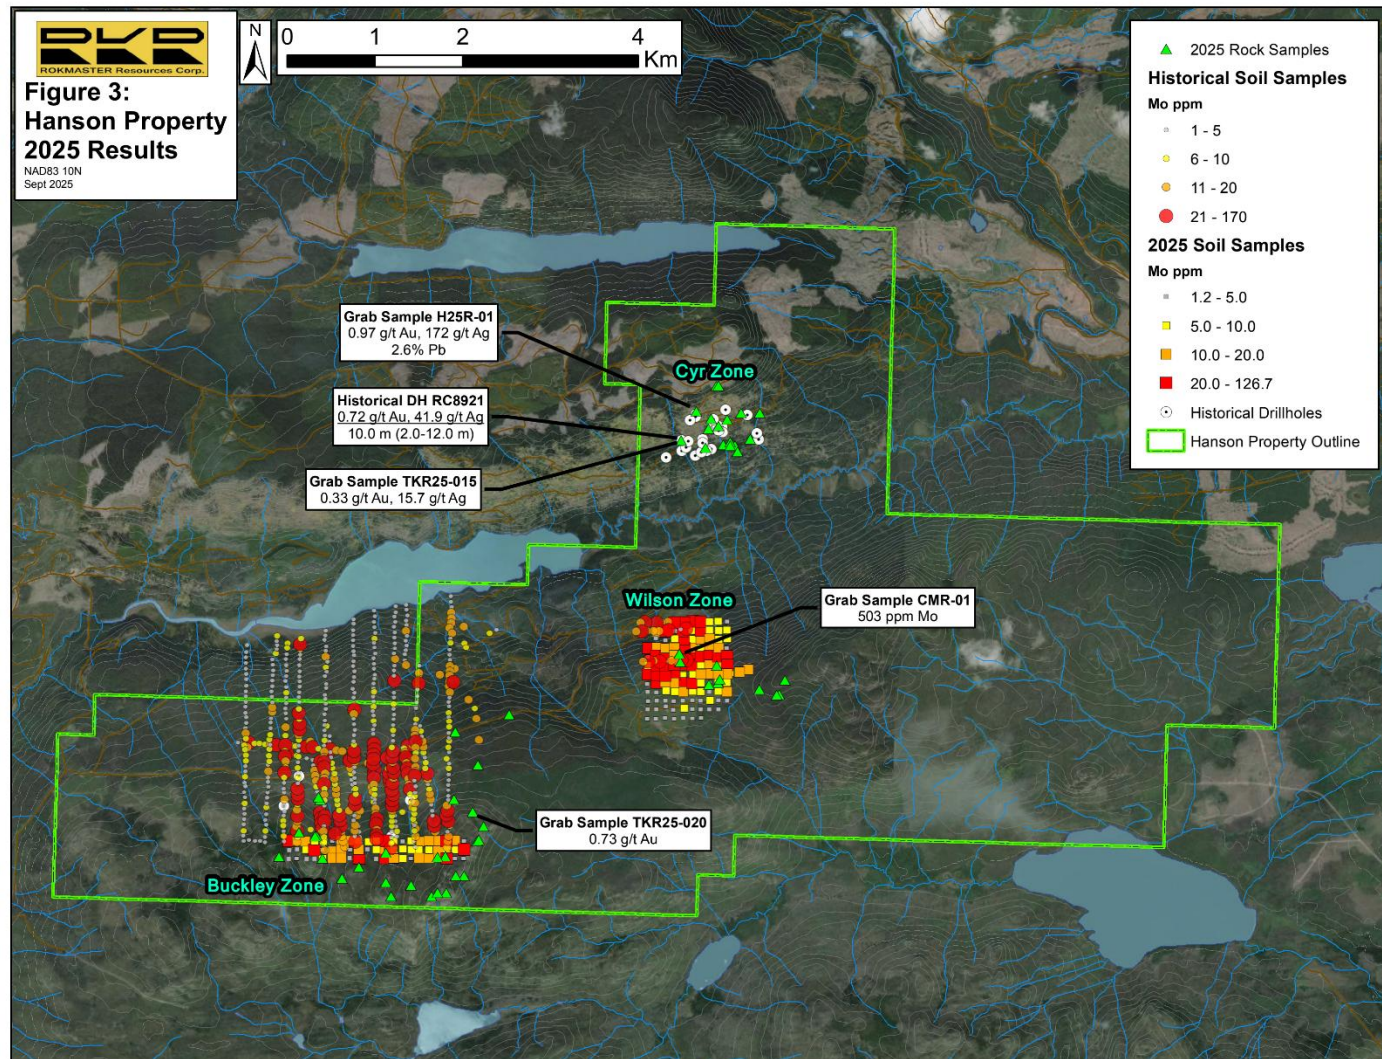 RKR
ROKMASTER Resources Corp.
Figure 3:
Hanson Property
2025 Results
NAD83 10N
Sept 2025
N
0 1 2 4
Km
2025 Rock Samples
Historical Soil Samples
Mo ppm
1 - 5
6 - 10
11 - 20
21 - 170
2025 Soil Samples
Mo ppm
1.2 - 5.0
5.0 - 10.0
10.0 - 20.0
20.0 - 126.7
Historical Drillholes
Hanson Property Outline
Grab Sample H25R-01
0.97 g/t Au, 172 g/t Ag
2.6% Pb
Cyr Zone
Historical DH RC8921
0.72 g/t Au, 41.9 g/t Ag
10.0 m (2.0-12.0 m)
Grab Sample TKR25-015
0.33 g/t Au, 15.7 g/t Ag
Wilson Zone
Grab Sample CMR-01
503 ppm Mo
Grab Sample TKR25-020
0.73 g/t Au
Buckley Zone